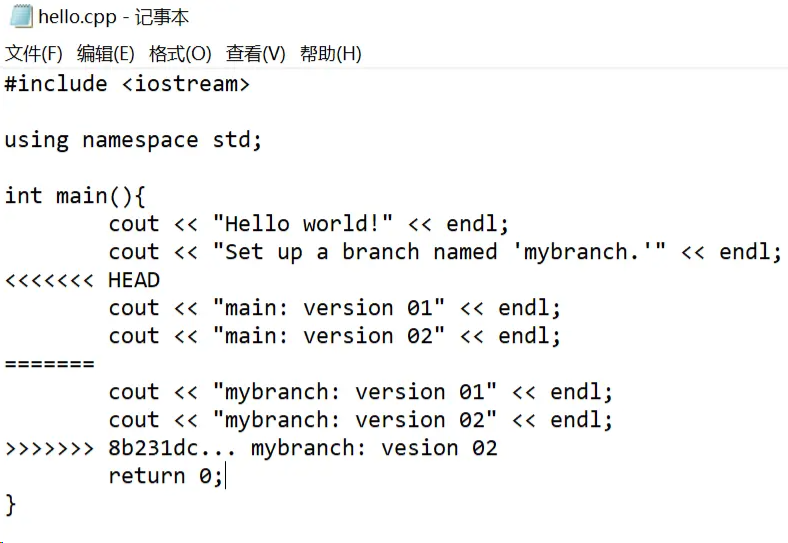 hello.cpp - 记事本
文件(F) 编辑(E) 格式(O) 查看(V) 帮助(H)
#include <iostream>

using namespace std;

int main(){
        cout << "Hello world!" << endl;
        cout << "Set up a branch named 'mybranch.'" << endl;
<<<<<<< HEAD
        cout << "main: version 01" << endl;
        cout << "main: version 02" << endl;
=======
        cout << "mybranch: version 01" << endl;
        cout << "mybranch: version 02" << endl;
>>>>>>> 8b231dc... mybranch: vesion 02
        return 0;
}